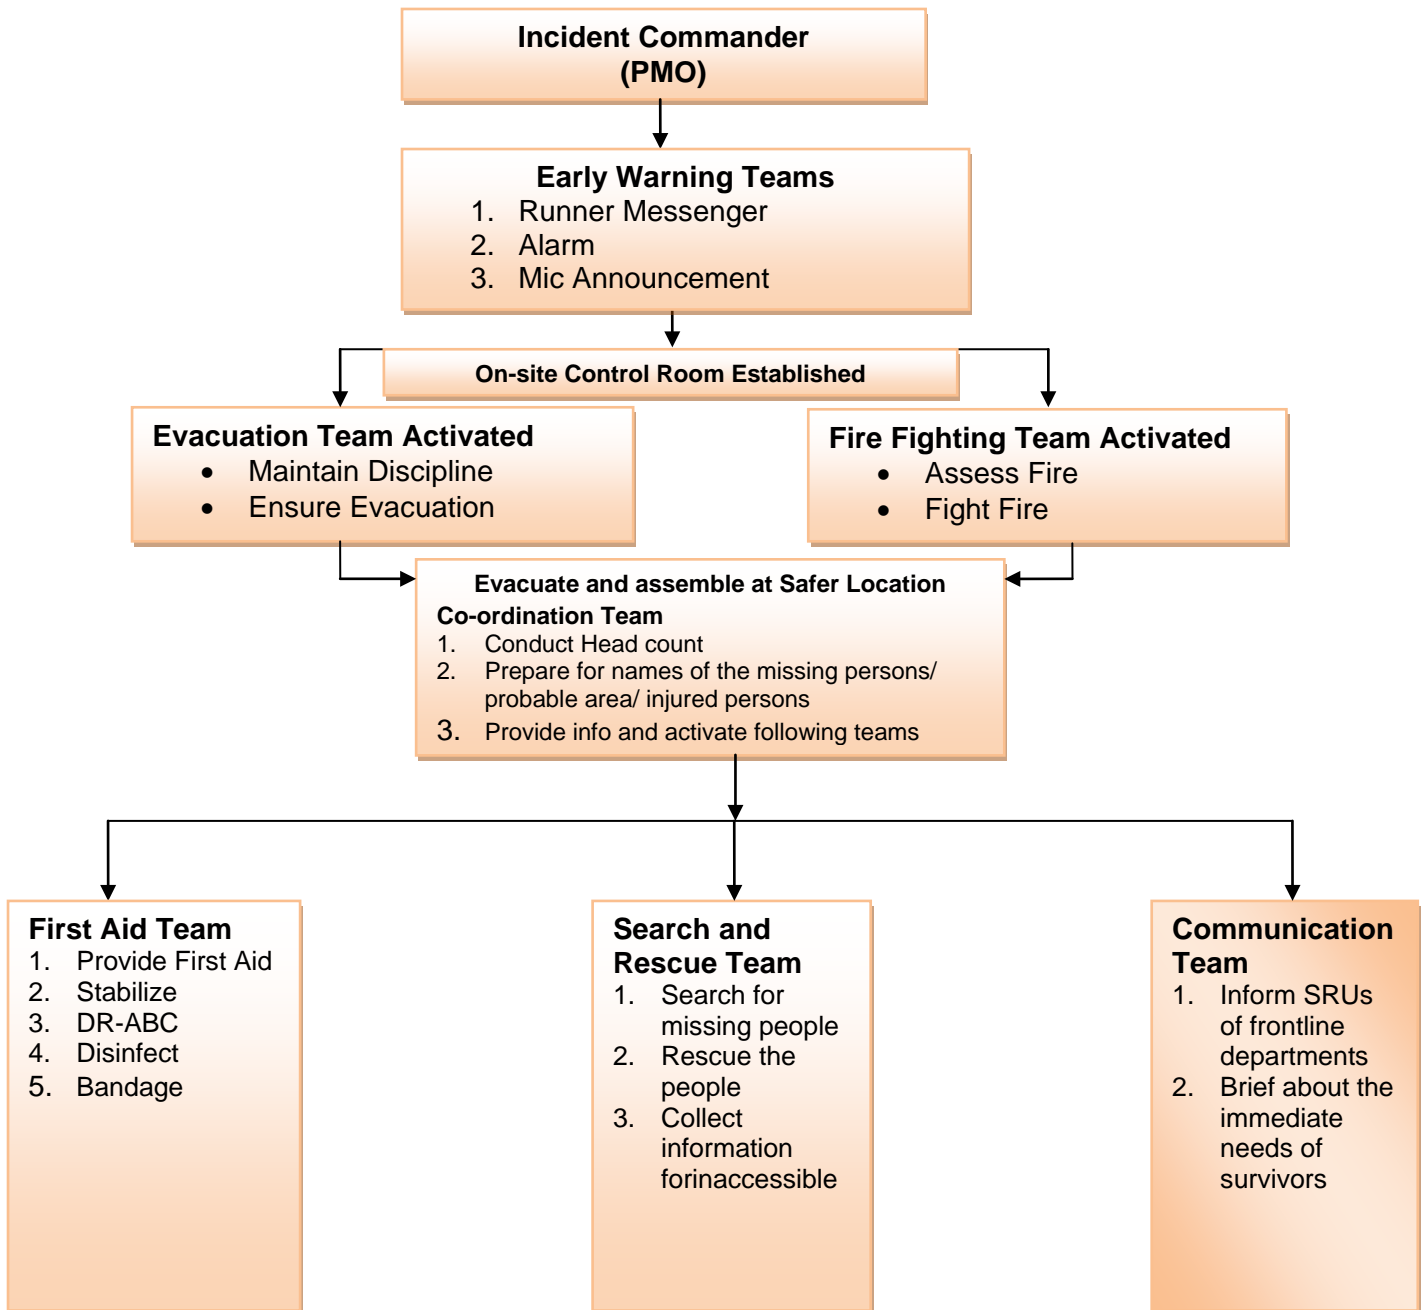 Incident Commander
(PMO)
Early Warning Teams
1. Runner Messenger
2. Alarm
3. Mic Announcement
On-site Control Room Established
Evacuation Team Activated
• Maintain Discipline
• Ensure Evacuation
Fire Fighting Team Activated
• Assess Fire
• Fight Fire
Evacuate and assemble at Safer Location
Co-ordination Team
1. Conduct Head count
2. Prepare for names of the missing persons/
probable area/ injured persons
3. Provide info and activate following teams
First Aid Team
1. Provide First Aid
2. Stabilize
3. DR-ABC
4. Disinfect
5. Bandage
Search and
Rescue Team
1. Search for
missing people
2. Rescue the
people
3. Collect
information
forinaccessible
Communication
Team
1. Inform SRUs
of frontline
departments
2. Brief about the
immediate
needs of
survivors